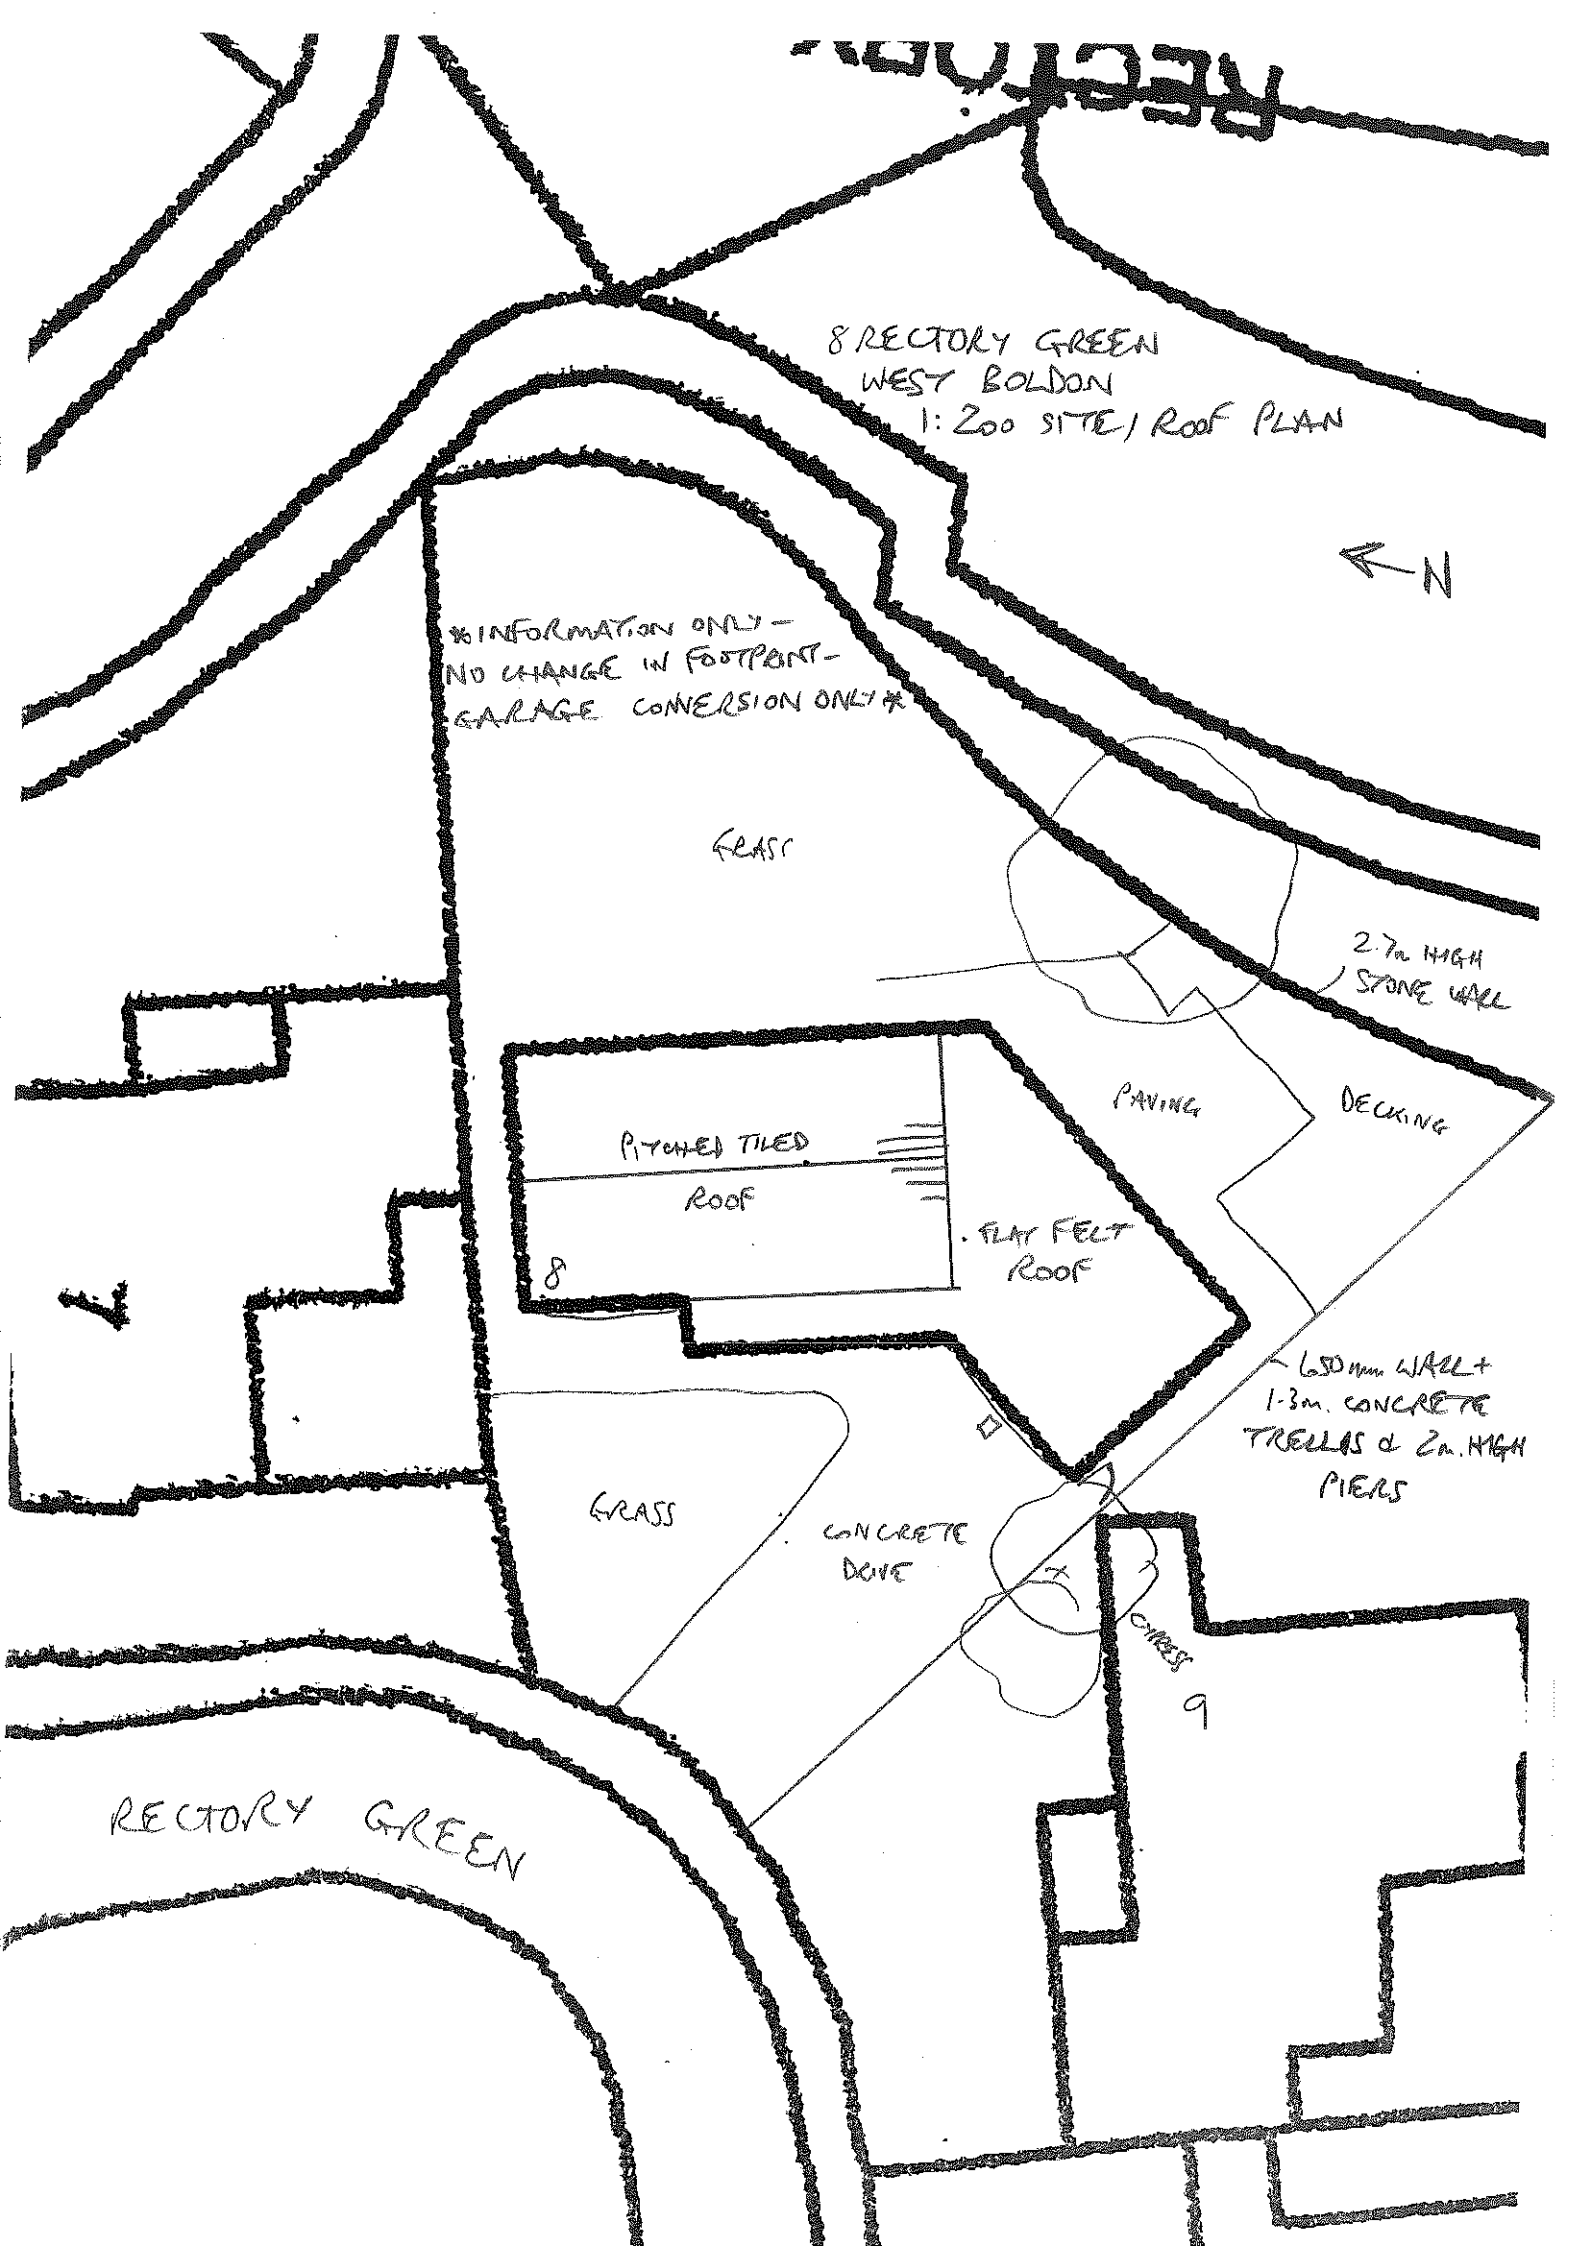 RECTORY
8 RECTORY GREEN
WEST BOLDON
1:200 SITE / ROOF PLAN
N
* INFORMATION ONLY -
NO CHANGE IN FOOTPRINT -
GARAGE CONVERSION ONLY *
GRASS
2.7m HIGH
STONE WALL
PAVING
DECKING
PITCHED TILED
ROOF
FLAT FELT
ROOF
8
650mm WALL +
1.3m. CONCRETE
TRELLIS & 2m. HIGH
PIERS
GRASS
CONCRETE
DRIVE
CYPRESS
9
RECTORY GREEN